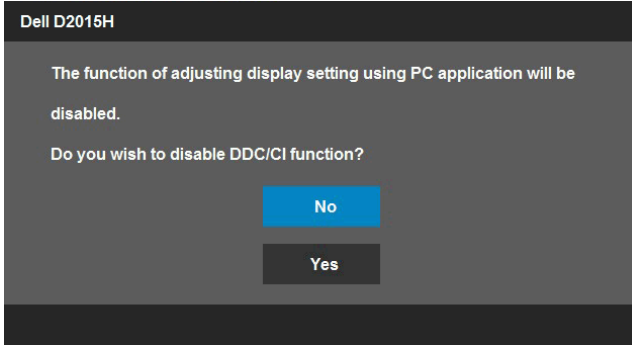 Dell D2015H
The function of adjusting display setting using PC application will be
disabled.
Do you wish to disable DDC/CI function?
No
Yes